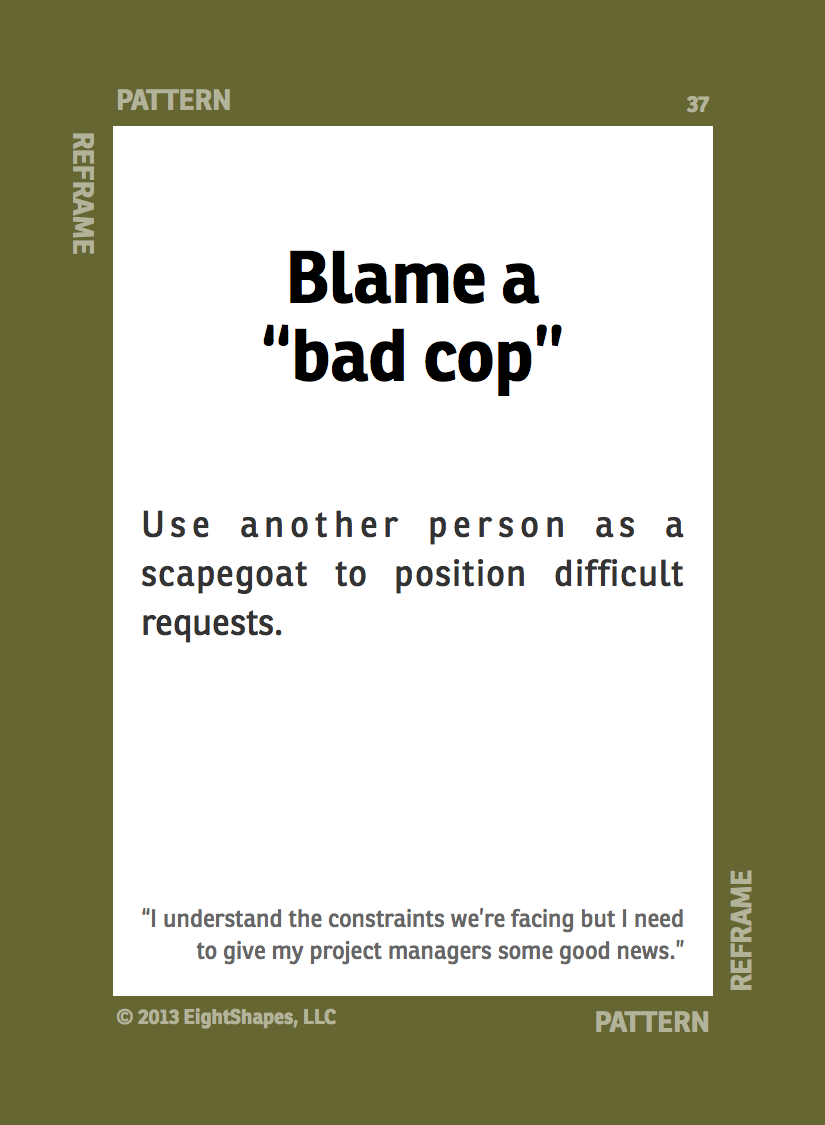 PATTERN
37
REFRAME
Blame a
“bad cop”
Use another person as a
scapegoat to position difficult
requests.
“I understand the constraints we’re facing but I need
to give my project managers some good news.”
REFRAME
© 2013 EightShapes, LLC
PATTERN